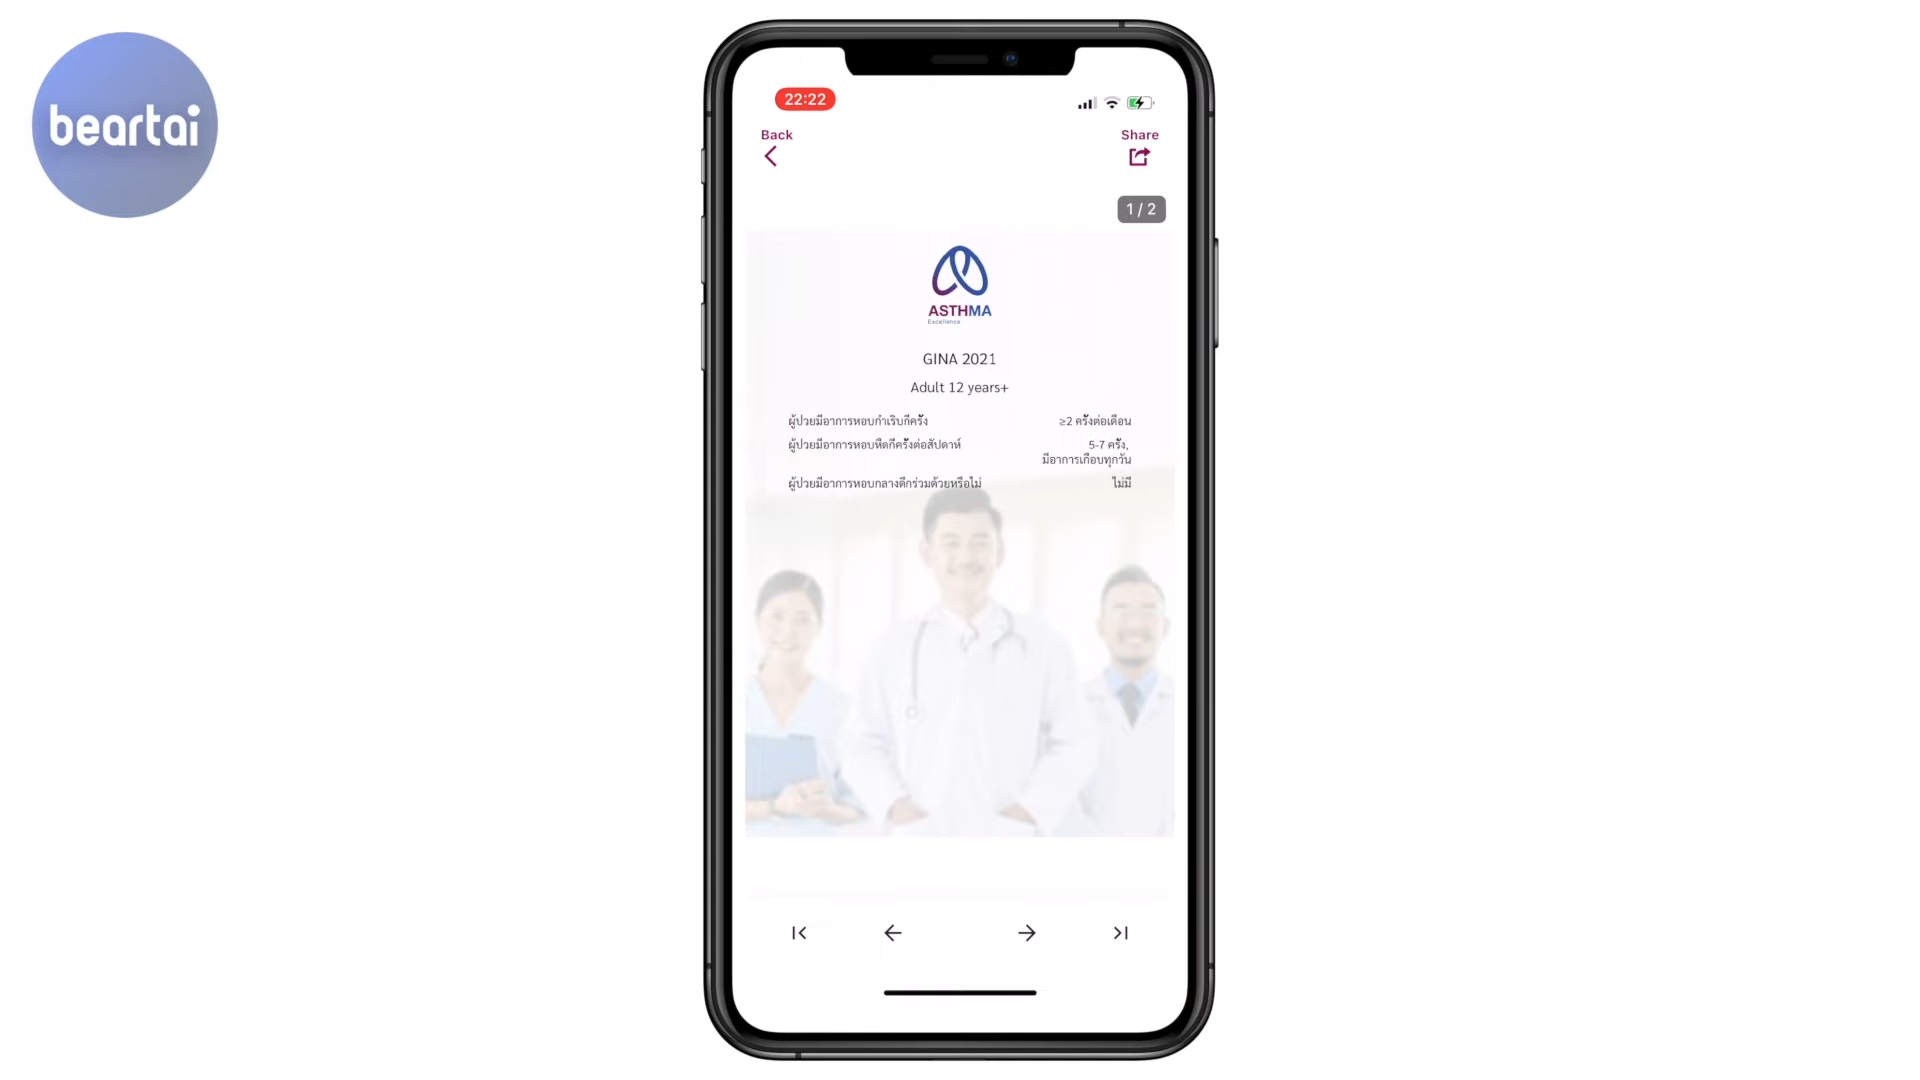 beartai
22:22
Back
Share
1 / 2
ASTHMA
Excellence
GINA 2021
Adult 12 years+
ผู้ป่วยมีอาการหอบกำเริบกี่ครั้ง ≥2 ครั้งต่อเดือน
ผู้ป่วยมีอาการหอบหืดกี่ครั้งต่อสัปดาห์ 5-7 ครั้ง,
มีอาการเกือบทุกวัน
ผู้ป่วยมีอาการหอบกลางดึกร่วมด้วยหรือไม่ ไม่มี